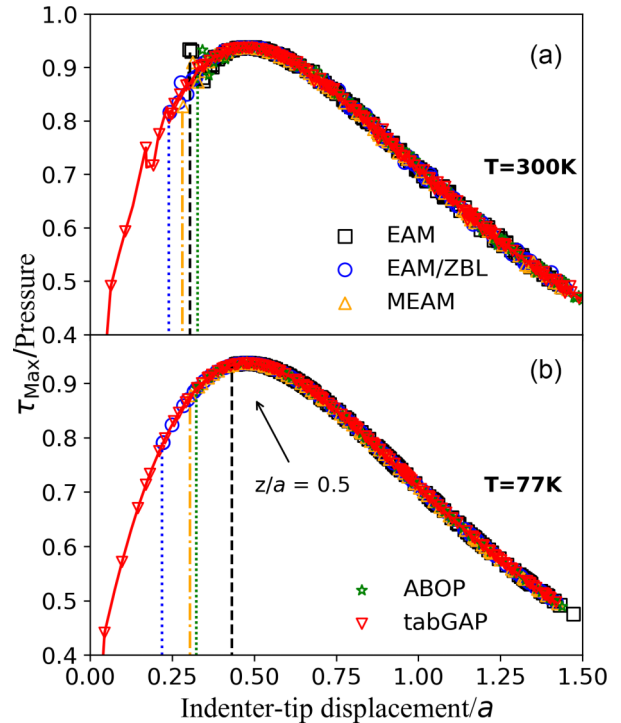 1.0
0.9
0.8
0.7
0.6
0.5
0.4
(a)
T=300K
EAM
EAM/ZBL
MEAM
τMax/Pressure
0.9
0.8
0.7
0.6
0.5
0.4
(b)
z/a = 0.5
T=77K
ABOP
tabGAP
0.00 0.25 0.50 0.75 1.00 1.25 1.50
Indenter-tip displacement/a